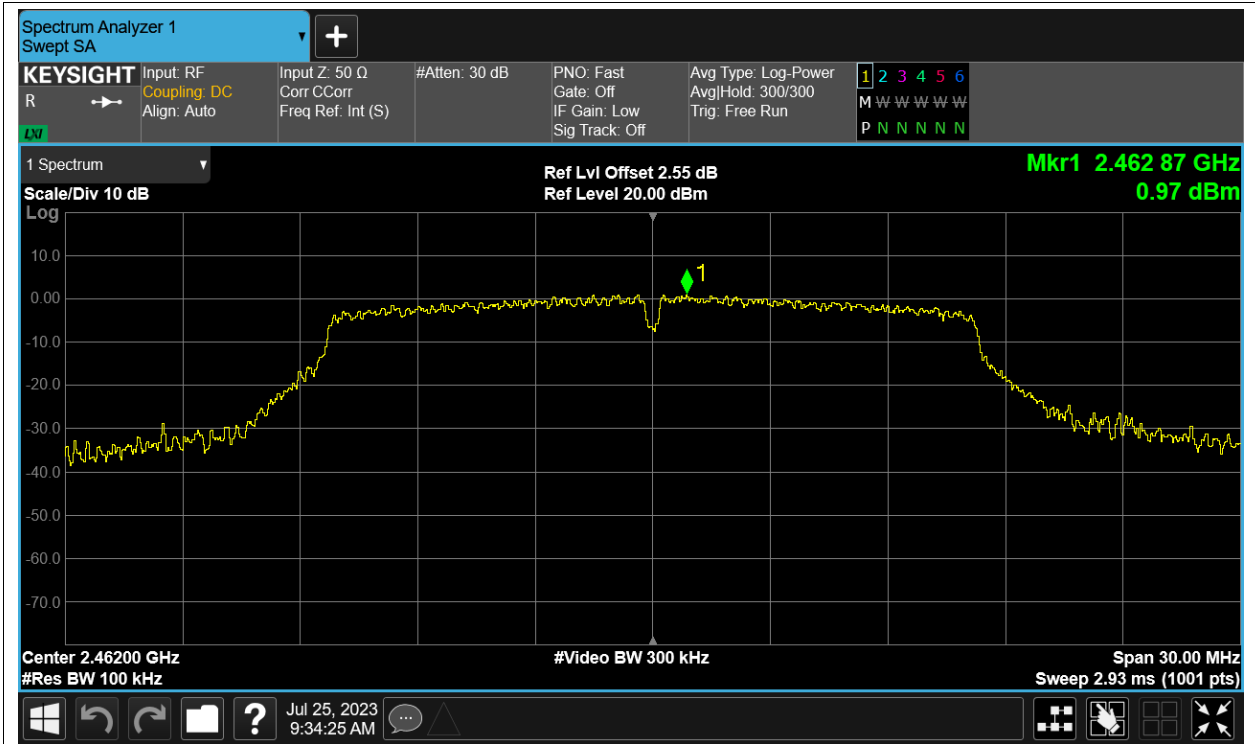 Spectrum Analyzer 1
Swept SA
KEYSIGHT
R
LXI
Input: RF
Coupling: DC
Align: Auto
Input Z: 50 Ω
Corr CCorr
Freq Ref: Int (S)
#Atten: 30 dB
PNO: Fast
Gate: Off
IF Gain: Low
Sig Track: Off
Avg Type: Log-Power
Avg|Hold: 300/300
Trig: Free Run
1 2 3 4 5 6
M W W W W W
P N N N N N
1 Spectrum
Scale/Div 10 dB
Log
Ref Lvl Offset 2.55 dB
Ref Level 20.00 dBm
Mkr1 2.462 87 GHz
0.97 dBm
1
10.0
0.00
-10.0
-20.0
-30.0
-40.0
-50.0
-60.0
-70.0
Center 2.46200 GHz
#Res BW 100 kHz
#Video BW 300 kHz
Span 30.00 MHz
Sweep 2.93 ms (1001 pts)
?
Jul 25, 2023
9:34:25 AM